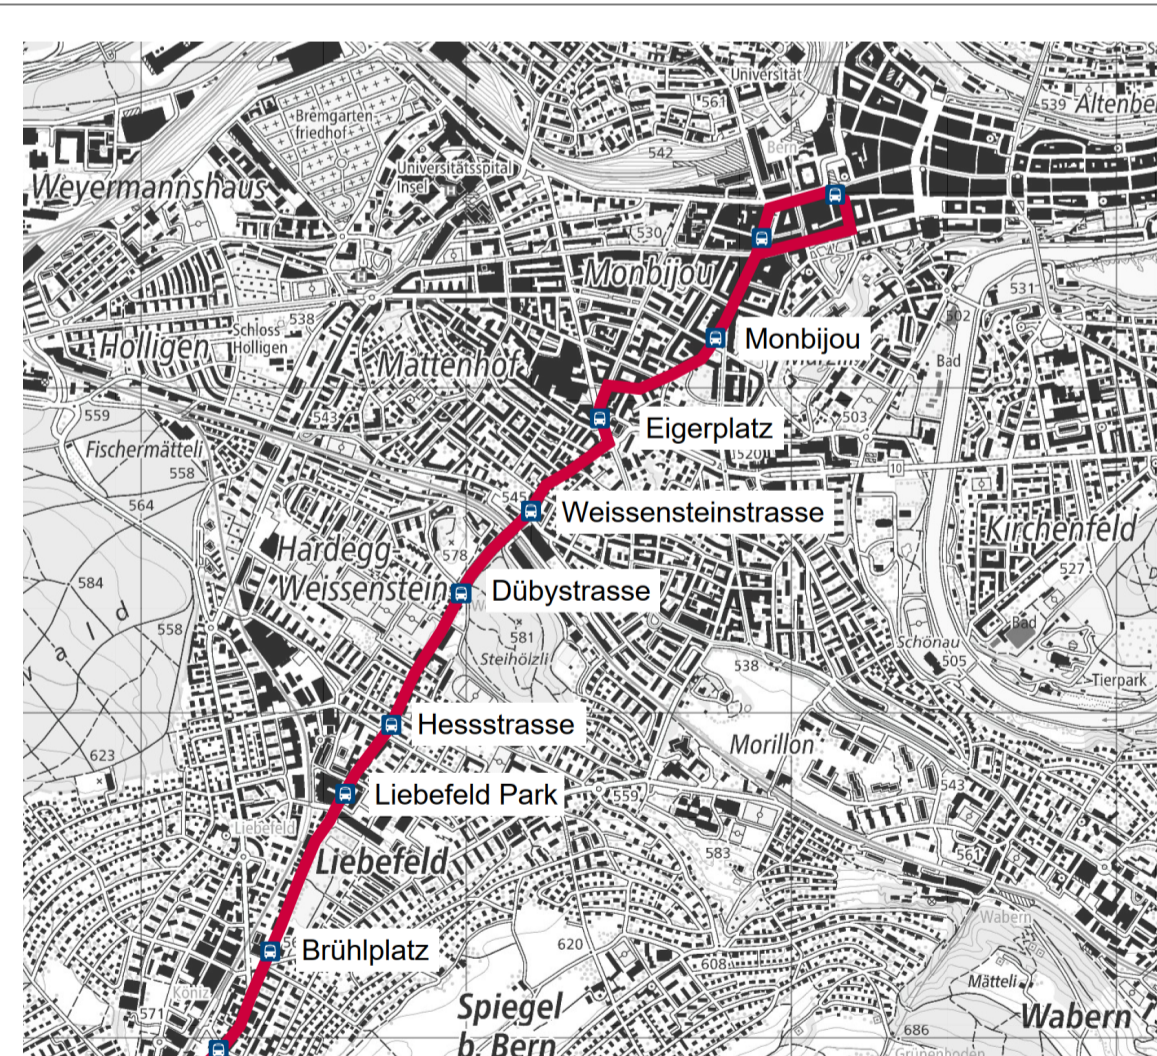 Universität
561
539
Altenbe
Bremgarten-
friedhof
Bern
542
Universitätsspital
Insel
H
Weyermannshaus
530
Monbijou
531
502
Schloss
Holligen
538
Holligen
Monbijou
Bad
Mattenhof
559
543
503
Eigerplatz
Fischermätteli
520
558
10
545
564
Weissensteinstrasse
Kirchenfeld
Hardegg-
Weissenstein
578
527
584
Dübystrasse
w a l d
558
581
Steihölzli
Bad
Schönau
505
538
Tierpark
Hessstrasse
Morillon
623
543
Liebefeld Park
559
Liebefeld
583
561
Liebefeld
Wabern
Brühlplatz
620
608
Mätteli
Köniz
Spiegel
b. Bern
571
Wabern
686
Grünenboden